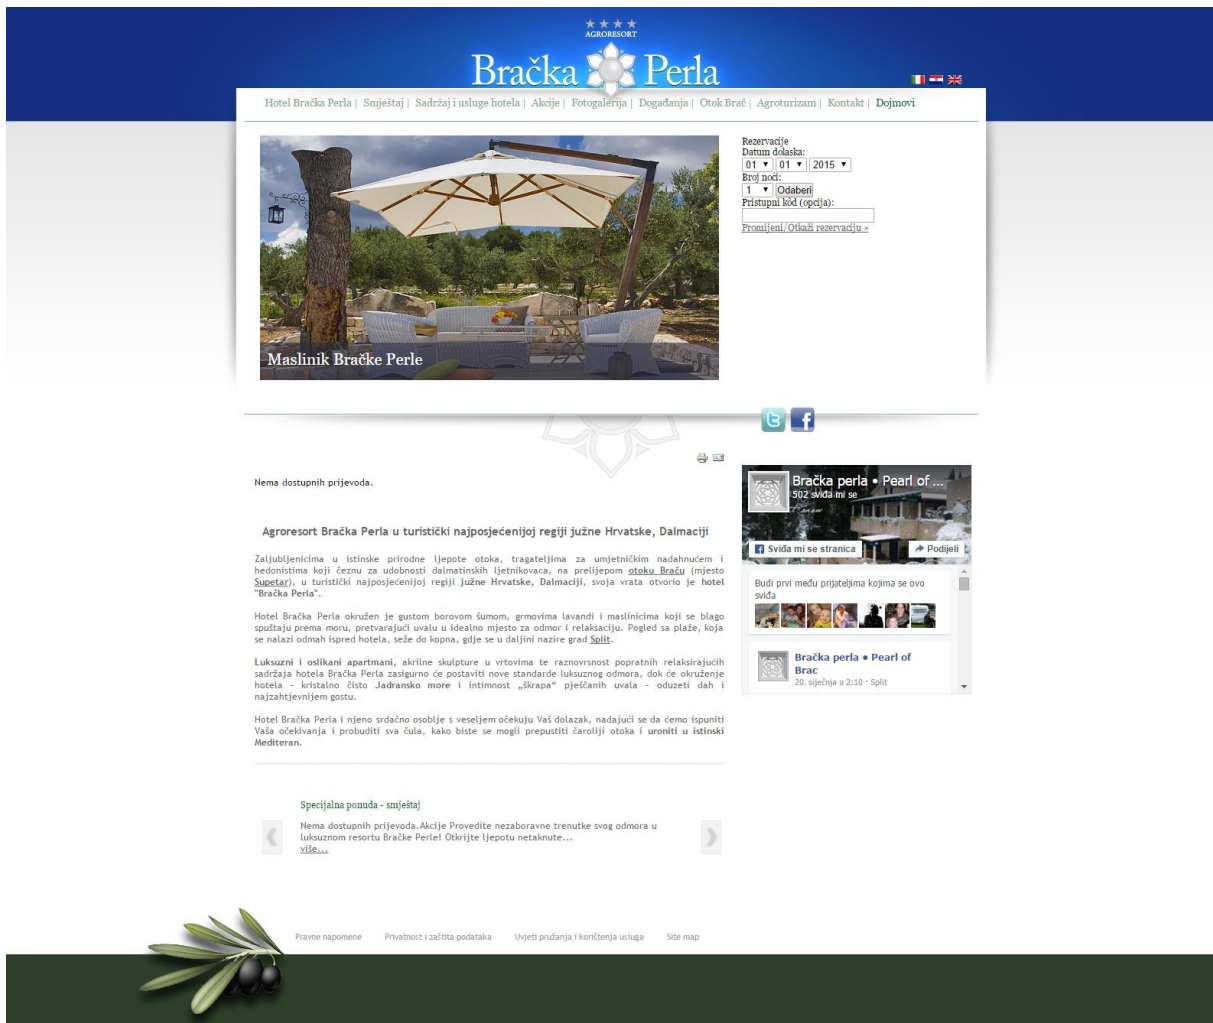 AGRORESORT
Bračka Perla
Hotel Bračka Perla | Smještaj | Sadržaj i usluge hotela | Akcije | Fotogalerija | Događanja | Otok Brač | Agroturizam | Kontakt | Dojmovi
Maslinik Bračke Perle
Rezervacije
Datum dolaska:
01 01 2015
Broj noći:
1 Odaberi
Pristupni kod (opcija):
Promijeni/Otkaži rezervaciju »
Nema dostupnih prijevoda.
Agroresort Bračka Perla u turistički najposjećenijoj regiji južne Hrvatske, Dalmaciji
Zaljubljenicima u istinske prirodne ljepote otoka, tragateljima za umjetničkim nadahnućem i
hedonistima koji čeznu za udobnosti dalmatinskih ljetnikovaca, na prelijepom otoku Braču (mjesto
Supetar), u turistički najposjećenijoj regiji južne Hrvatske, Dalmaciji, svoja vrata otvorio je hotel
"Bračka Perla".
Hotel Bračka Perla okružen je gustom borovom šumom, grmovima lavandi i maslinicima koji se blago
spuštaju prema moru, pretvarajući uvalu u idealno mjesto za odmor i relaksaciju. Pogled sa plaže, koja
se nalazi odmah ispred hotela, seže do kopna, gdje se u daljini nazire grad Split.
Luksuzni i oslikani apartmani, akrilne skulpture u vrtovima te raznovrsnost popratnih relaksirajućih
sadržaja hotela Bračka Perla zasigurno će postaviti nove standarde luksuznog odmora, dok će okruženje
hotela - kristalno čisto Jadransko more i intimnost „škrapa“ pješčanih uvala - oduzeti dah i
najzahtjevnijem gostu.
Hotel Bračka Perla i njeno srdačno osoblje s veseljem očekuju Vaš dolazak, nadajući se da ćemo ispuniti
Vaša očekivanja i probuditi sva čula, kako biste se mogli prepustiti čaroliji otoka i uroniti u istinski
Mediteran.
Bračka perla • Pearl of ...
502 sviđa mi se
Sviđa mi se stranica Podijeli
Budi prvi među prijateljima kojima se ovo
sviđa
Bračka perla • Pearl of
Brac
20. siječnja u 2:10 · Split
Specijalna ponuda - smještaj
Nema dostupnih prijevoda.Akcije Provedite nezaboravne trenutke svog odmora u
luksuznom resortu Bračke Perle! Otkrijte ljepotu netaknute...
više...
Pravne napomene Privatnost i zaštita podataka Uvjeti pružanja i korištenja usluga Site map